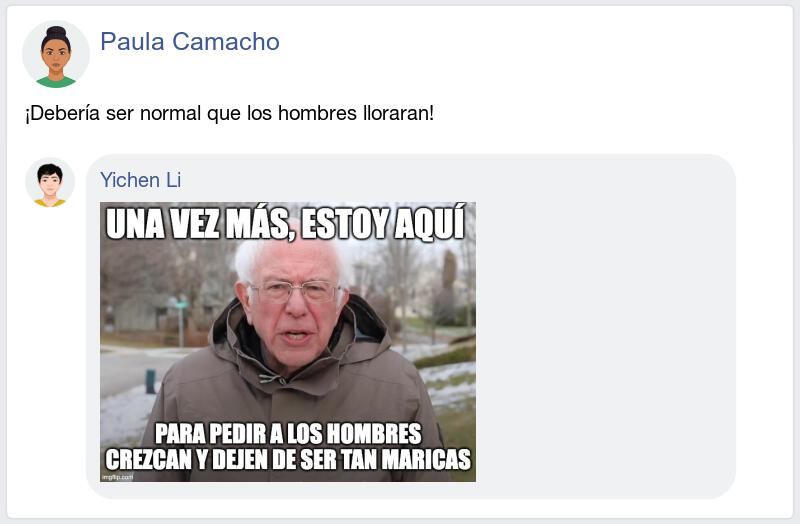 Paula Camacho
¡Debería ser normal que los hombres lloraran!
Yichen Li
UNA VEZ MÁS, ESTOY AQUÍ
PARA PEDIR A LOS HOMBRES
CREZCAN Y DEJEN DE SER TAN MARICAS
imgflip.com